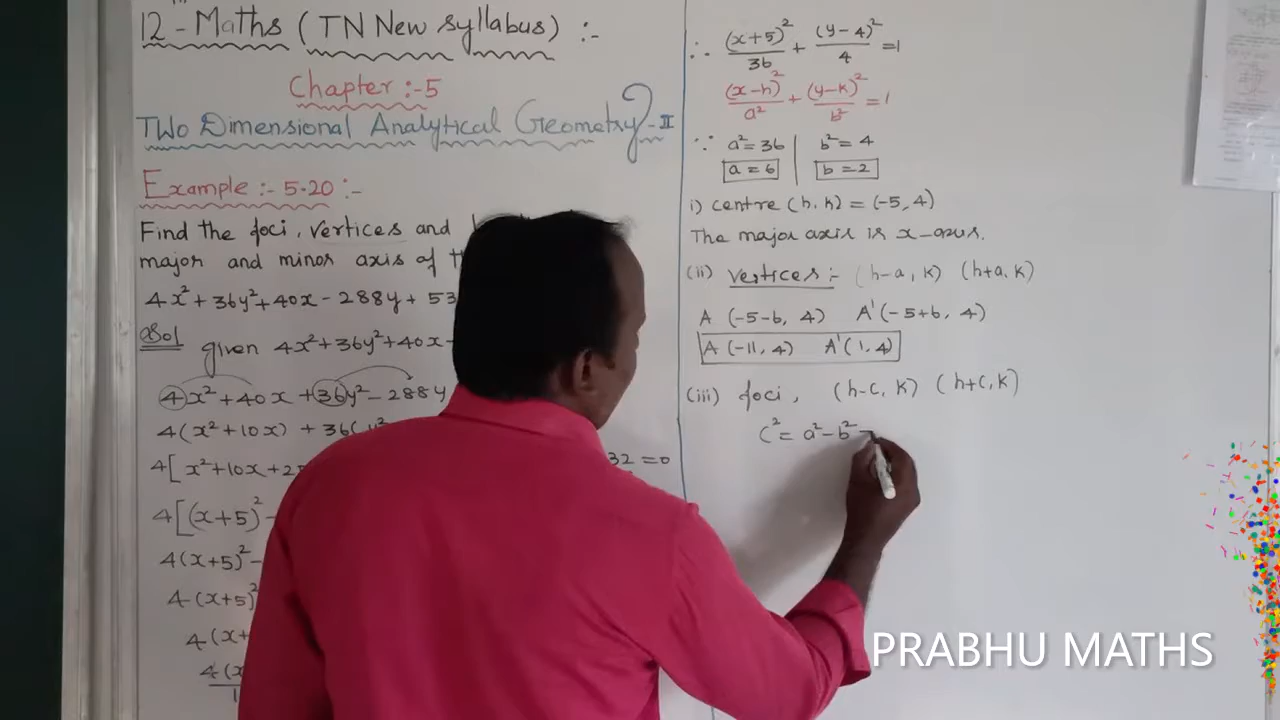 12 - Maths (TN New syllabus) :-
Chapter :-5
Two Dimensional Analytical Geometry - II
Example :- 5.20 :-
Find the foci, vertices and
major and minor axis of
4x²+36y²+40x-288y+53
Sol
given 4x²+36y²+40x-
4x²+40x+36y²-288y
4(x²+10x)+36(
4[x²+10x+2
32=0
4[(x+5)²
4(x+5)²-
4(x+5)²
4(x+
4(x
∴ (x+5)²/36 + (y-4)²/4 =1
(x-h)²/a² + (y-k)²/b² =1
∵ a²=36 | b²=4
a=6 | b=2
i) centre (h,k) = (-5,4)
The major axis is x-axis.
(ii) vertices :- (h-a,k) (h+a,k)
A (-5-6, 4) A'(-5+6, 4)
A (-11,4) A'(1,4)
(iii) foci, (h-c,k) (h+c,k)
c²= a²-b²
PRABHU MATHS